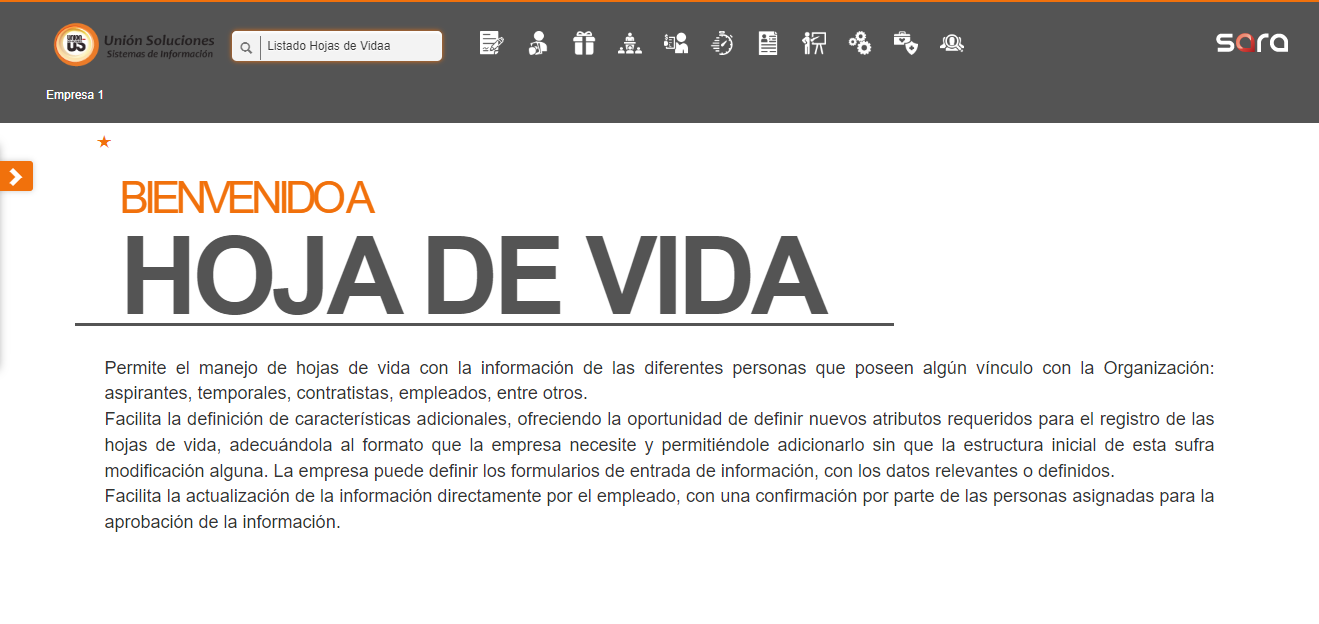 UNION
US
Unión Soluciones
Sistemas de Información
Listado Hojas de Vidaa
sora
Empresa 1
BIENVENIDO A
HOJA DE VIDA
Permite el manejo de hojas de vida con la información de las diferentes personas que poseen algún vínculo con la Organización:
aspirantes, temporales, contratistas, empleados, entre otros.
Facilita la definición de características adicionales, ofreciendo la oportunidad de definir nuevos atributos requeridos para el registro de las
hojas de vida, adecuándola al formato que la empresa necesite y permitiéndole adicionarlo sin que la estructura inicial de esta sufra
modificación alguna. La empresa puede definir los formularios de entrada de información, con los datos relevantes o definidos.
Facilita la actualización de la información directamente por el empleado, con una confirmación por parte de las personas asignadas para la
aprobación de la información.